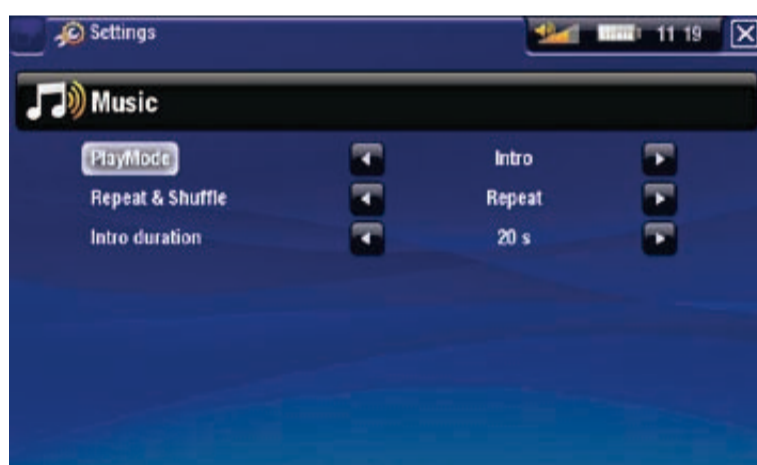 Settings 11 19
Music
PlayMode Intro
Repeat & Shuffle Repeat
Intro duration 20 s